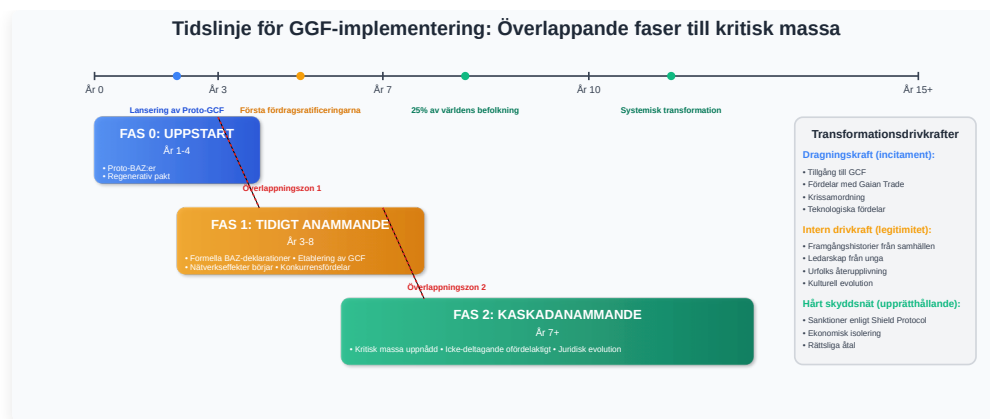 Tidslinje för GGF-implementering: Överlappande faser till kritisk massa
År 0
År 3
År 7
År 10
År 15+
Lansering av Proto-GCF
Första fördragsratificeringarna
25% av världens befolkning
Systemisk transformation
FAS 0: UPPSTART
År 1-4
• Proto-BAZ:er
• Regenerativ pakt
Överlappningszon 1
FAS 1: TIDIGT ANAMMANDE
År 3-8
• Formella BAZ-deklarationer • Etablering av GCF
• Nätverkseffekter börjar • Konkurrensfördelar
Överlappningszon 2
FAS 2: KASKADANAMMANDE
År 7+
• Kritisk massa uppnådd • Icke-deltagande ofördelaktigt • Juridisk evolution
Transformationsdrivkrafter
Dragningskraft (incitament):
• Tillgång till GCF
• Fördelar med Gaian Trade
• Krissamordning
• Teknologiska fördelar
Intern drivkraft (legitimitet):
• Framgångshistorier från samhällen
• Ledarskap från unga
• Urfolks återupplivning
• Kulturell evolution
Hårt skyddsnät (upprätthållande):
• Sanktioner enligt Shield Protocol
• Ekonomisk isolering
• Rättsliga åtal